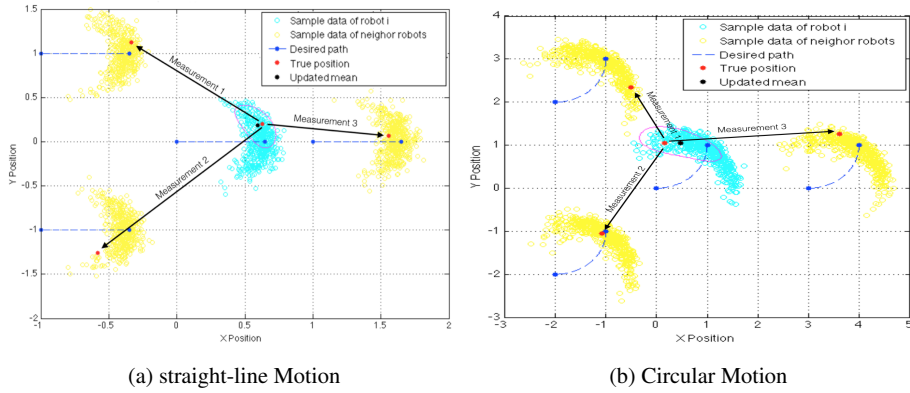 Sample data of robot i
Sample data of neighor robots
Desired path
True position
Updated mean
Measurement 1
Measurement 2
Measurement 3
1.5
1
0.5
0
-0.5
-1
-1.5
-2
-1
-0.5
0
0.5
1
1.5
2
Y Position
X Position
(a) straight-line Motion
Sample data of robot i
Sample data of neighor robots
Desired path
True position
Updated mean
Measurement 1
Measurement 2
Measurement 3
4
3
2
1
0
-1
-2
-3
-3
-2
-1
0
1
2
3
4
5
Y Position
X Position
(b) Circular Motion